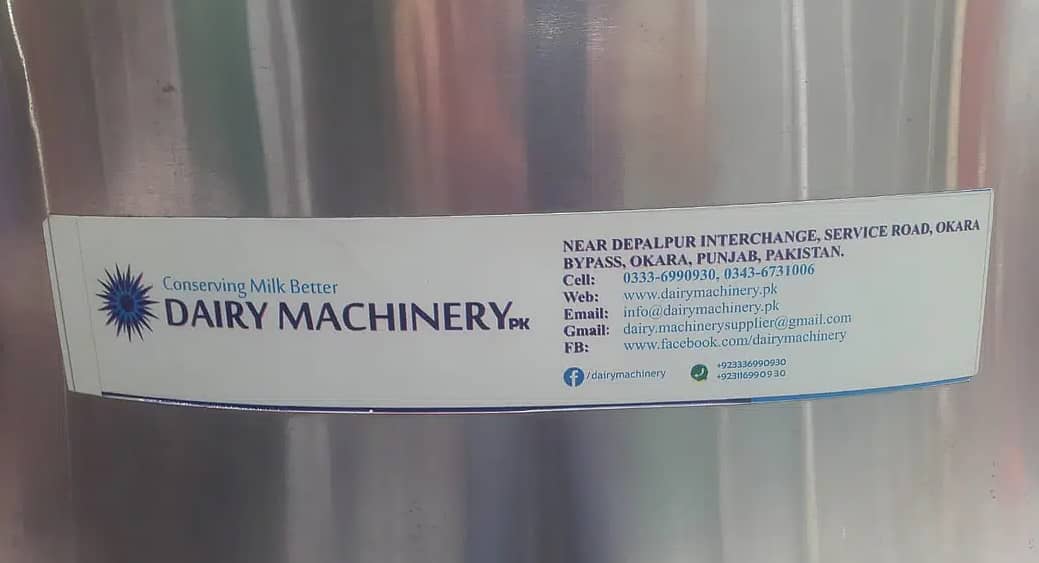 Conserving Milk Better
DAIRY MACHINERY PK
NEAR DEPALPUR INTERCHANGE, SERVICE ROAD, OKARA
BYPASS, OKARA, PUNJAB, PAKISTAN.
Cell: 0333-6990930, 0343-6731006
Web: www.dairymachinery.pk
Email: info@dairymachinery.pk
Gmail: dairy.machinerysupplier@gmail.com
FB: www.facebook.com/dairymachinery
f /dairymachinery
+923336990930
+923116990930